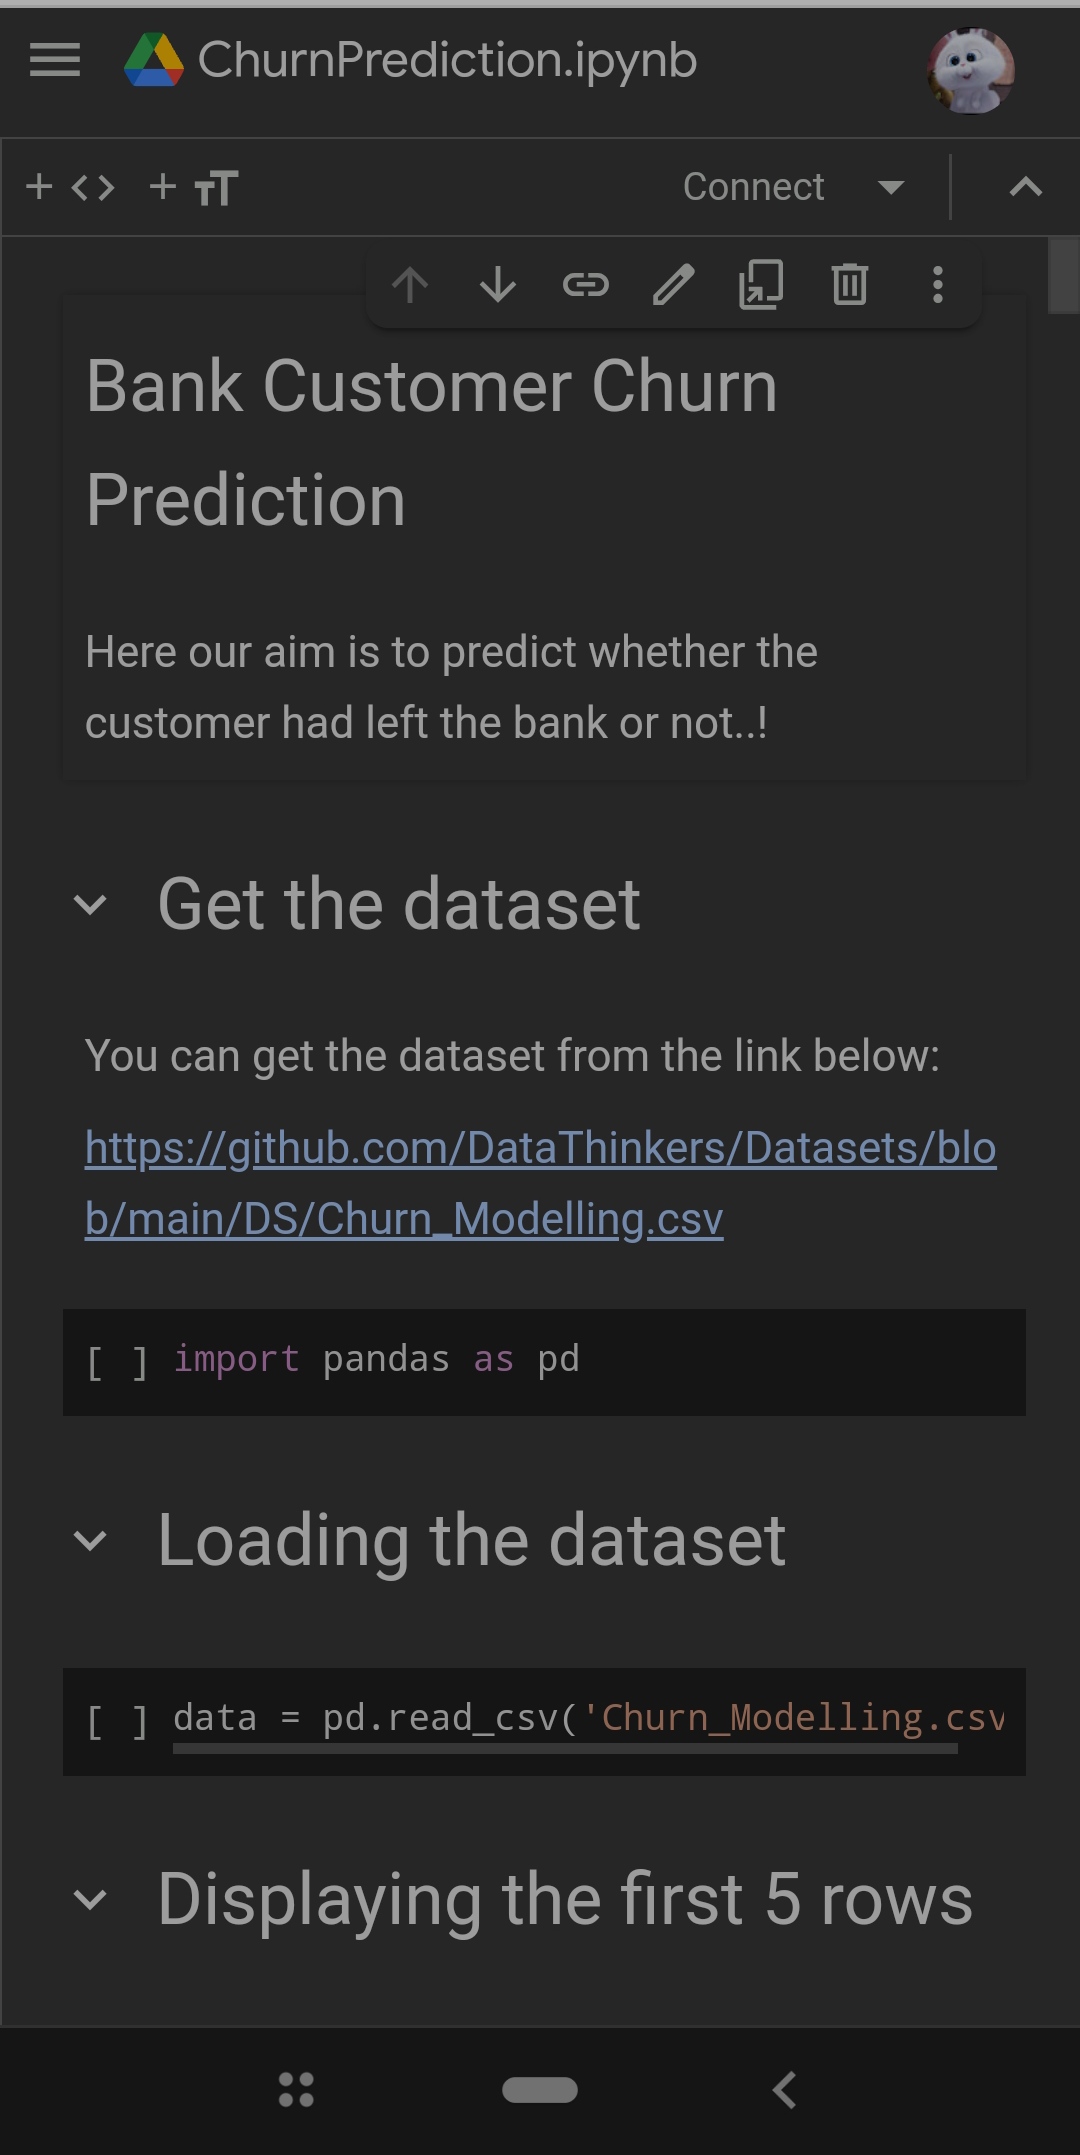 ChurnPrediction.ipynb
+ <> + TT Connect
Bank Customer Churn
Prediction
Here our aim is to predict whether the
customer had left the bank or not..!
Get the dataset
You can get the dataset from the link below:
https://github.com/DataThinkers/Datasets/blo
b/main/DS/Churn_Modelling.csv
[ ] import pandas as pd
Loading the dataset
[ ] data = pd.read_csv('Churn_Modelling.csv
Displaying the first 5 rows